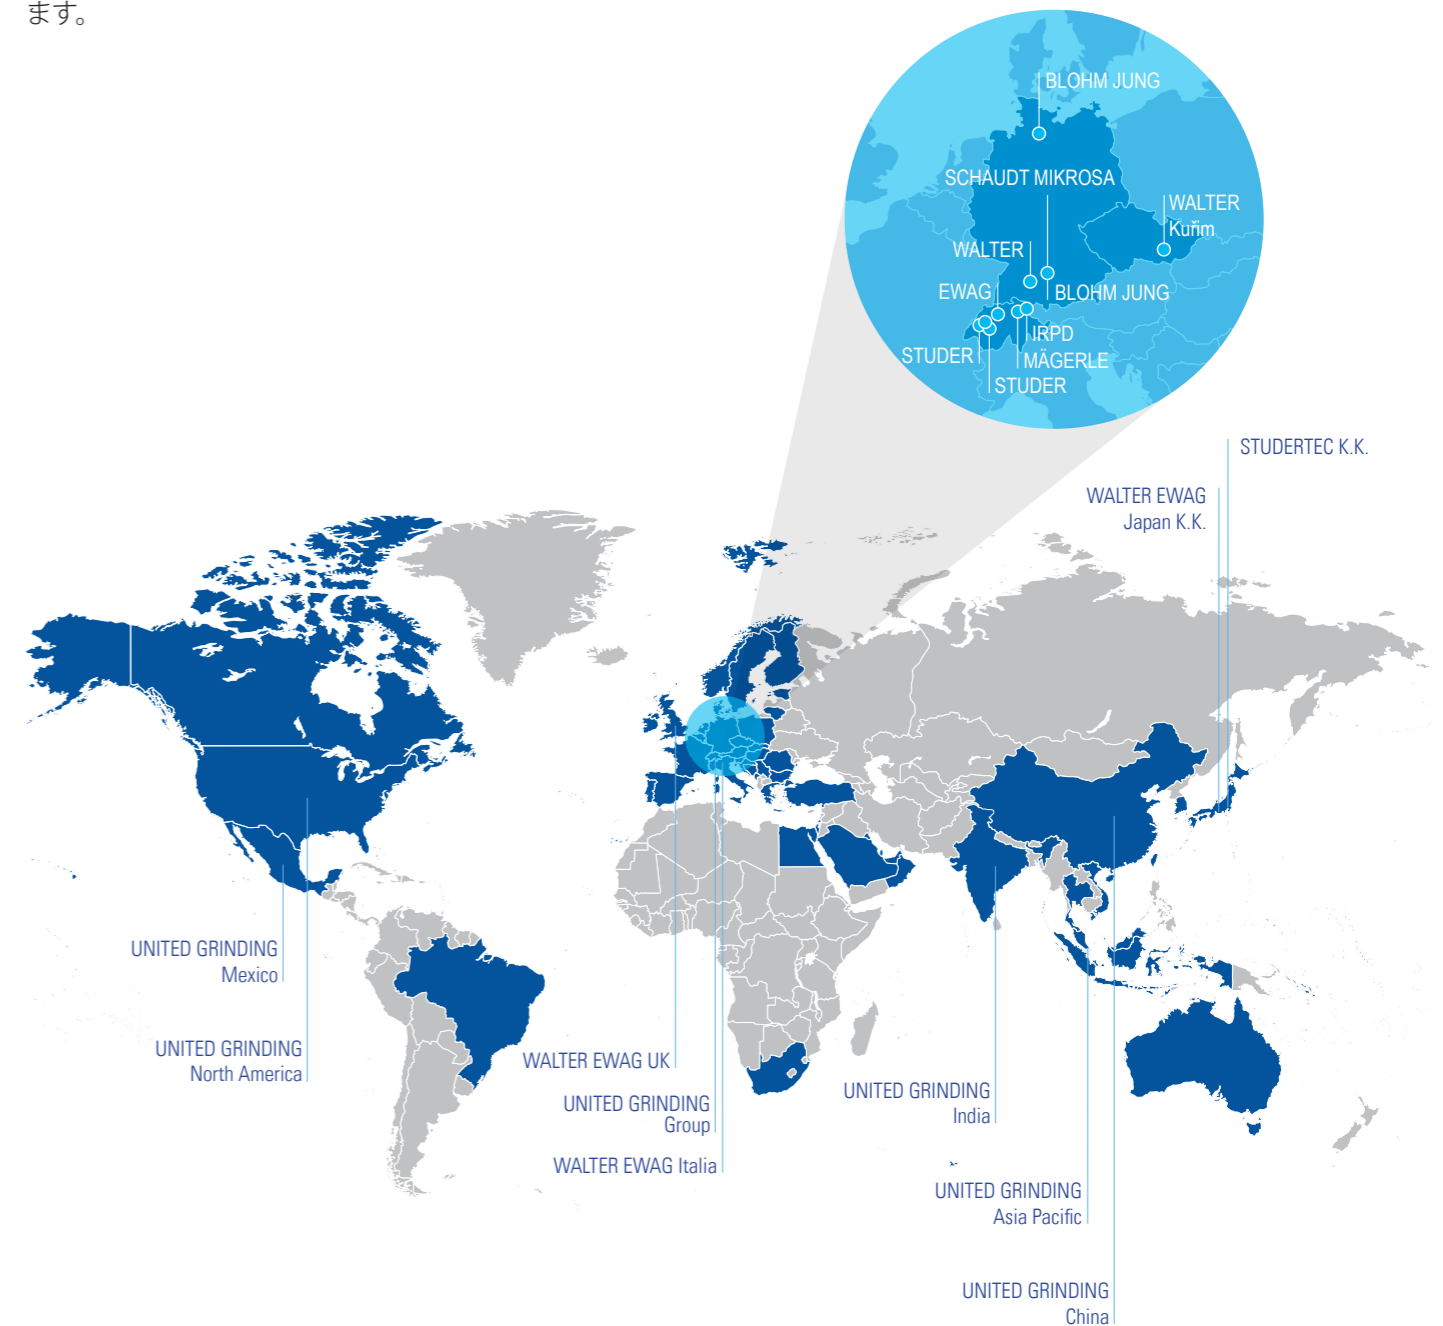 ます。
BLOHM JUNG
SCHAUDT MIKROSA
WALTER
Kuřim
WALTER
EWAG
BLOHM JUNG
IRPD
STUDER
MÄGERLE
STUDER
STUDERTEC K.K.
WALTER EWAG
Japan K.K.
UNITED GRINDING
Mexico
UNITED GRINDING
North America
WALTER EWAG UK
UNITED GRINDING
Group
WALTER EWAG Italia
UNITED GRINDING
India
UNITED GRINDING
Asia Pacific
UNITED GRINDING
China